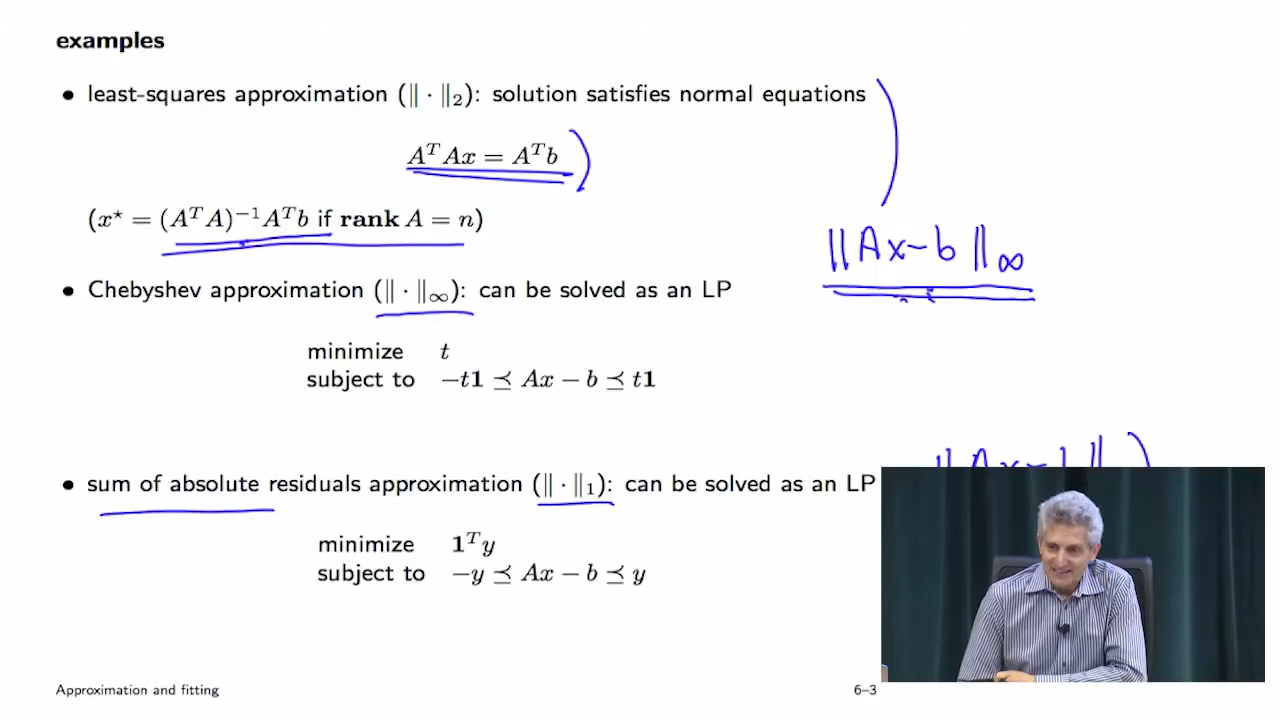 examples
• least-squares approximation (‖ · ‖₂): solution satisfies normal equations
AᵀAx = Aᵀb
(x⋆ = (AᵀA)⁻¹Aᵀb if rank A = n)
‖Ax−b‖∞
• Chebyshev approximation (‖ · ‖∞): can be solved as an LP
minimize t
subject to −t1 ⪯ Ax − b ⪯ t1
• sum of absolute residuals approximation (‖ · ‖₁): can be solved as an LP
minimize 1ᵀy
subject to −y ⪯ Ax − b ⪯ y
Approximation and fitting
6–3